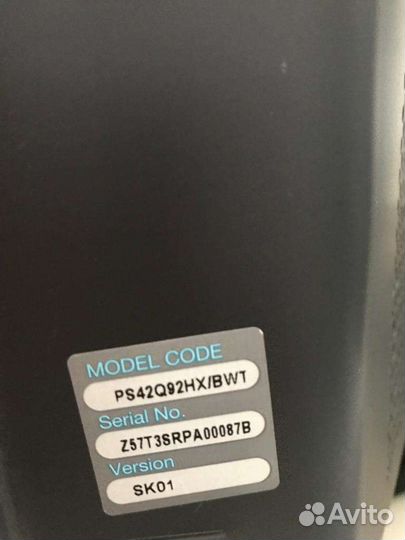 MODEL CODE
PS42Q92HX/BWT
Serial No.
Z57T3SRPA00087B
Version
SK01
Avito